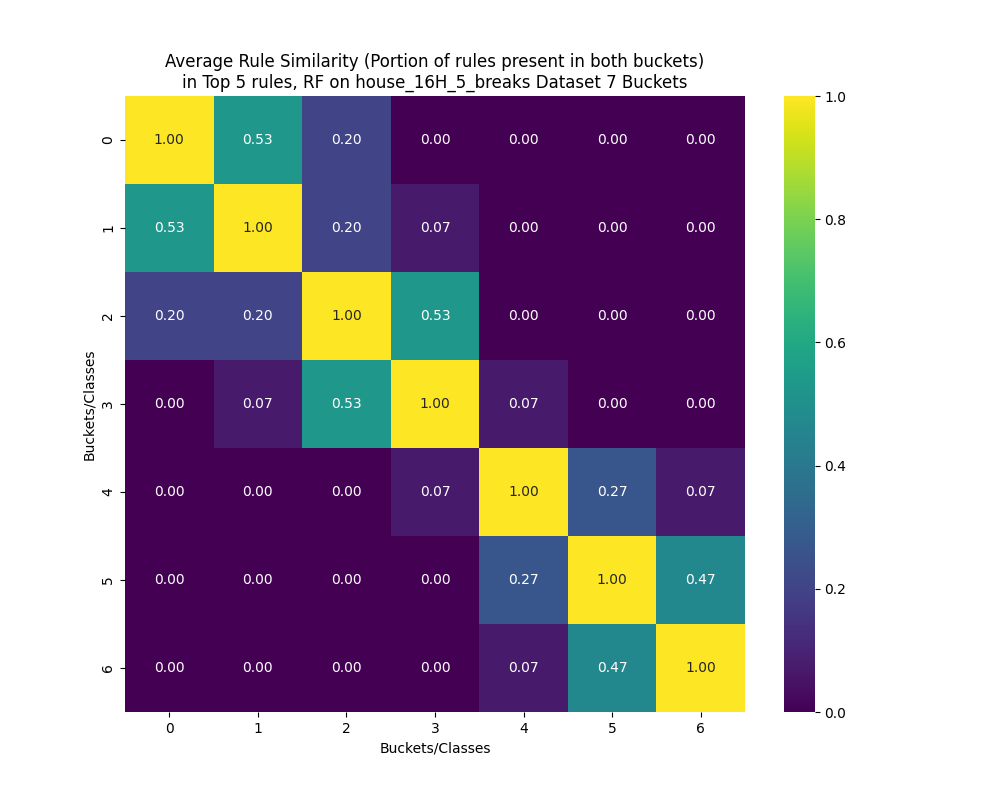 Average Rule Similarity (Portion of rules present in both buckets)
in Top 5 rules, RF on house_16H_5_breaks Dataset 7 Buckets
0 1.00 0.53 0.20 0.00 0.00 0.00 0.00
1 0.53 1.00 0.20 0.07 0.00 0.00 0.00
2 0.20 0.20 1.00 0.53 0.00 0.00 0.00
3 0.00 0.07 0.53 1.00 0.07 0.00 0.00
4 0.00 0.00 0.00 0.07 1.00 0.27 0.07
5 0.00 0.00 0.00 0.00 0.27 1.00 0.47
6 0.00 0.00 0.00 0.00 0.07 0.47 1.00
0 1 2 3 4 5 6
Buckets/Classes
Buckets/Classes
1.0
0.8
0.6
0.4
0.2
0.0